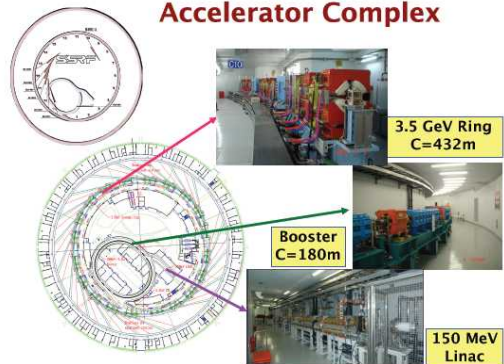 Accelerator Complex
SSRF
3.5 GeV Ring
C=432m
Booster
C=180m
150 MeV
Linac